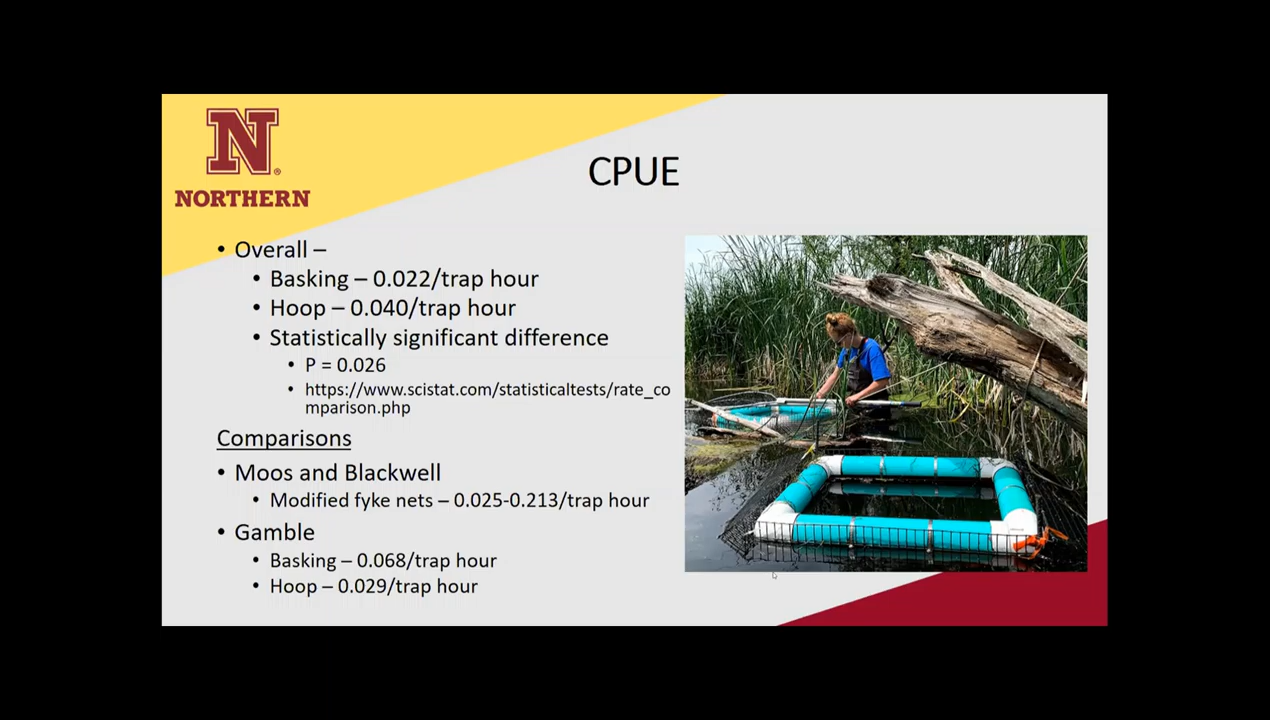 N®
NORTHERN
CPUE
• Overall –
• Basking – 0.022/trap hour
• Hoop – 0.040/trap hour
• Statistically significant difference
• P = 0.026
• https://www.scistat.com/statisticaltests/rate_co
mparison.php
Comparisons
• Moos and Blackwell
• Modified fyke nets – 0.025-0.213/trap hour
• Gamble
• Basking – 0.068/trap hour
• Hoop – 0.029/trap hour